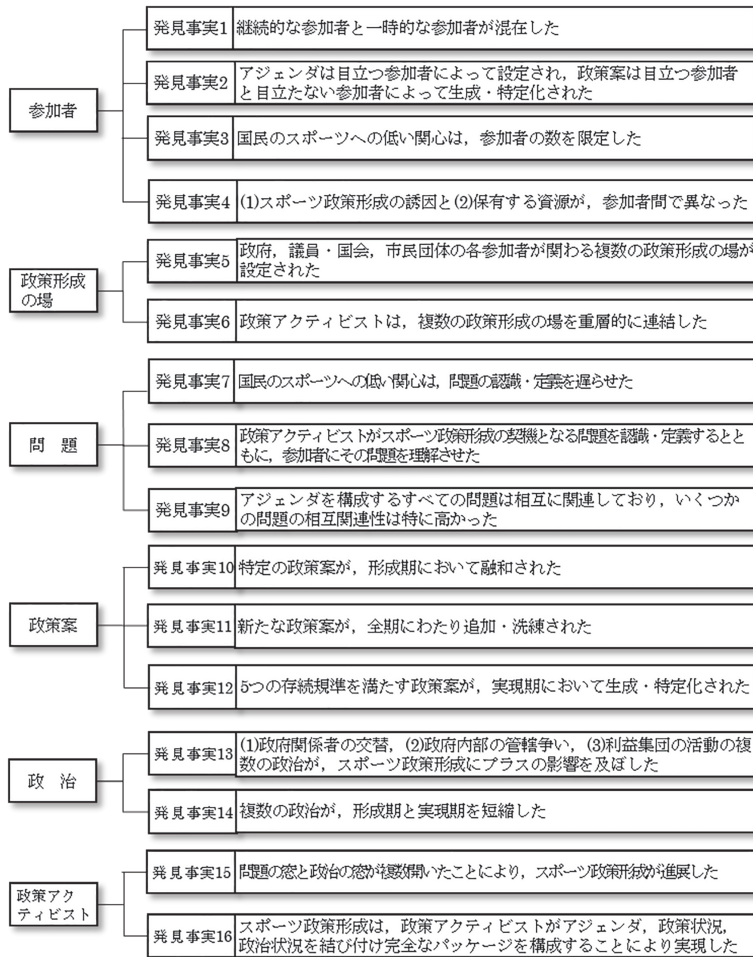 参加者
発見事実1 継続的な参加者と一時的な参加者が混在した
発見事実2 アジェンダは目立つ参加者によって設定され，政策案は目立つ参加者
と目立たない参加者によって生成・特定化された
発見事実3 国民のスポーツへの低い関心は，参加者の数を限定した
発見事実4 (1)スポーツ政策形成の誘因と(2)保有する資源が，参加者間で異なった
政策形成
の場
発見事実5 政府，議員・国会，市民団体の各参加者が関わる複数の政策形成の場が
設定された
発見事実6 政策アクティビストは，複数の政策形成の場を重層的に連結した
問　題
発見事実7 国民のスポーツへの低い関心は，問題の認識・定義を遅らせた
発見事実8 政策アクティビストがスポーツ政策形成の契機となる問題を認識・定義するとと
もに，参加者にその問題を理解させた
発見事実9 アジェンダを構成するすべての問題は相互に関連しており，いくつか
の問題の相互関連性は特に高かった
政策案
発見事実10 特定の政策案が，形成期において融和された
発見事実11 新たな政策案が，全期にわたり追加・洗練された
発見事実12 5つの存続規準を満たす政策案が，実現期において生成・特定化された
政　治
発見事実13 (1)政府関係者の交替，(2)政府内部の管轄争い，(3)利益集団の活動の複
数の政治が，スポーツ政策形成にプラスの影響を及ぼした
発見事実14 複数の政治が，形成期と実現期を短縮した
政策アク
ティビスト
発見事実15 問題の窓と政治の窓が複数開いたことにより，スポーツ政策形成が進展した
発見事実16 スポーツ政策形成は，政策アクティビストがアジェンダ，政策状況，
政治状況を結び付け完全なパッケージを構成することにより実現した